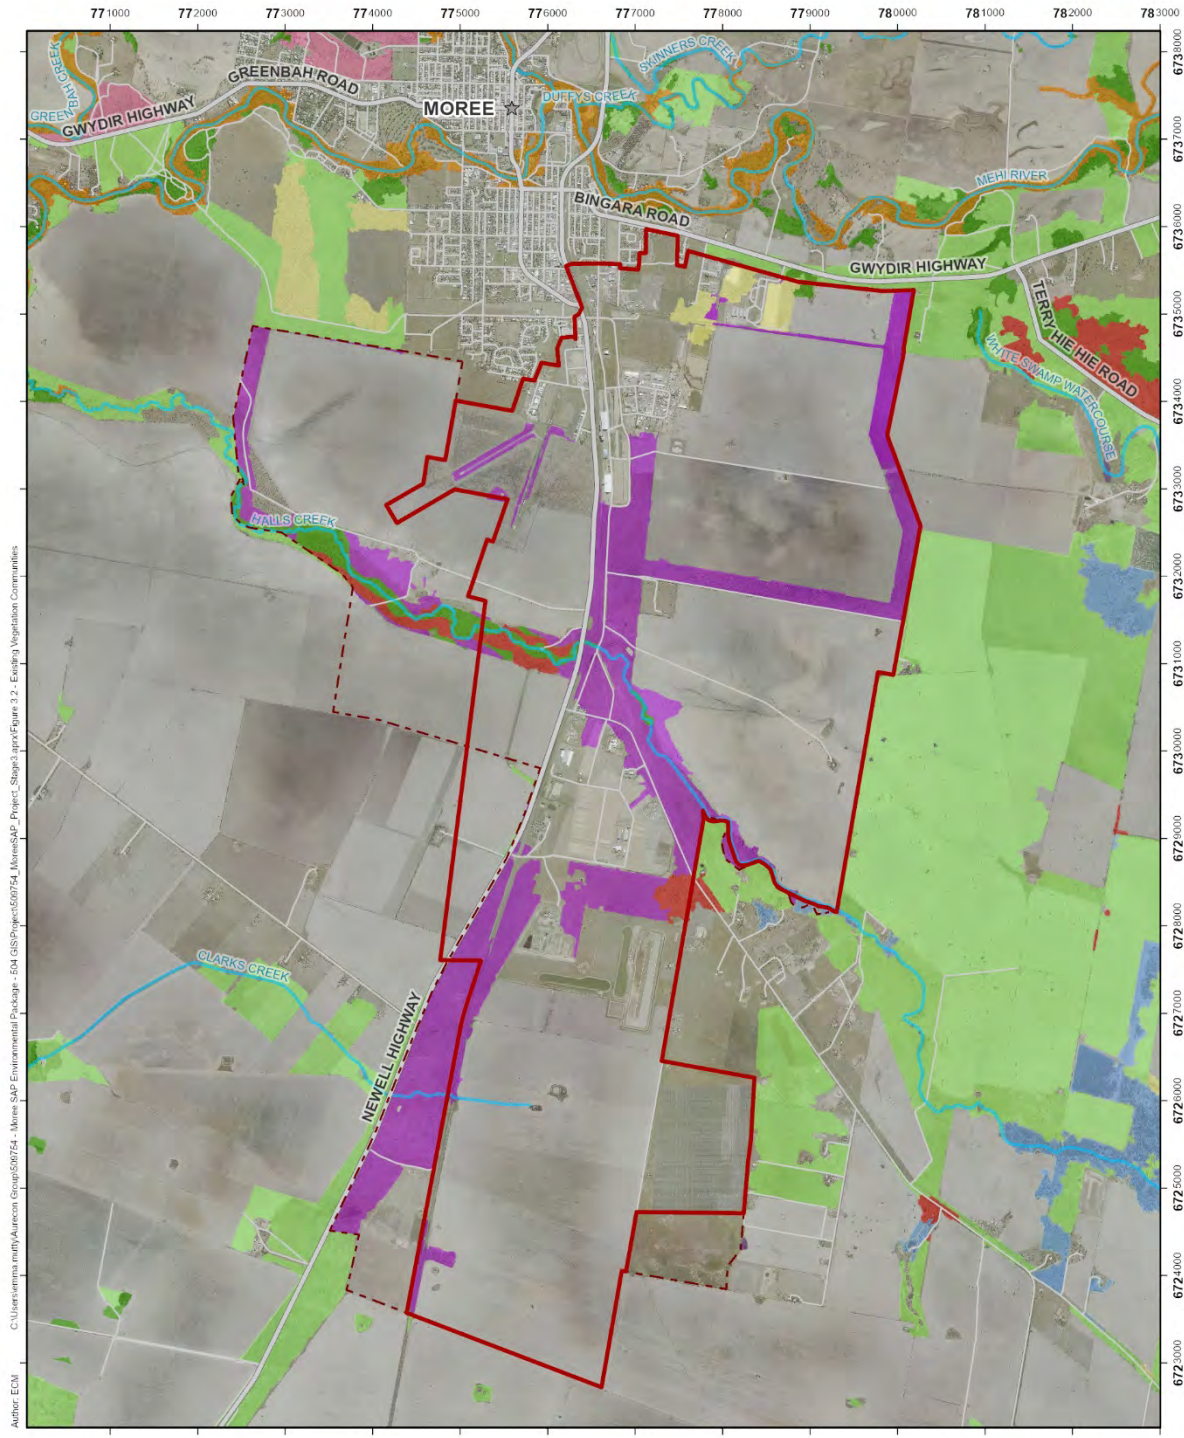 771000 772000 773000 774000 775000 776000 777000 778000 779000 780000 781000 782000 783000
SKINNERS CREEK
GREENBAH CREEK
GREENBAH ROAD
GWYDIR HIGHWAY
MOREE
DUFFYS CREEK
MEHI RIVER
BINGARA ROAD
GWYDIR HIGHWAY
TERRY HIE HIE ROAD
WHITE SWAMP WATERCOURSE
HALLS CREEK
CLARKS CREEK
NEWELL HIGHWAY
6738000
6737000
6736000
6735000
6734000
6733000
6732000
6731000
6730000
6729000
6728000
6727000
6726000
6725000
6724000
6723000
Author: ECM